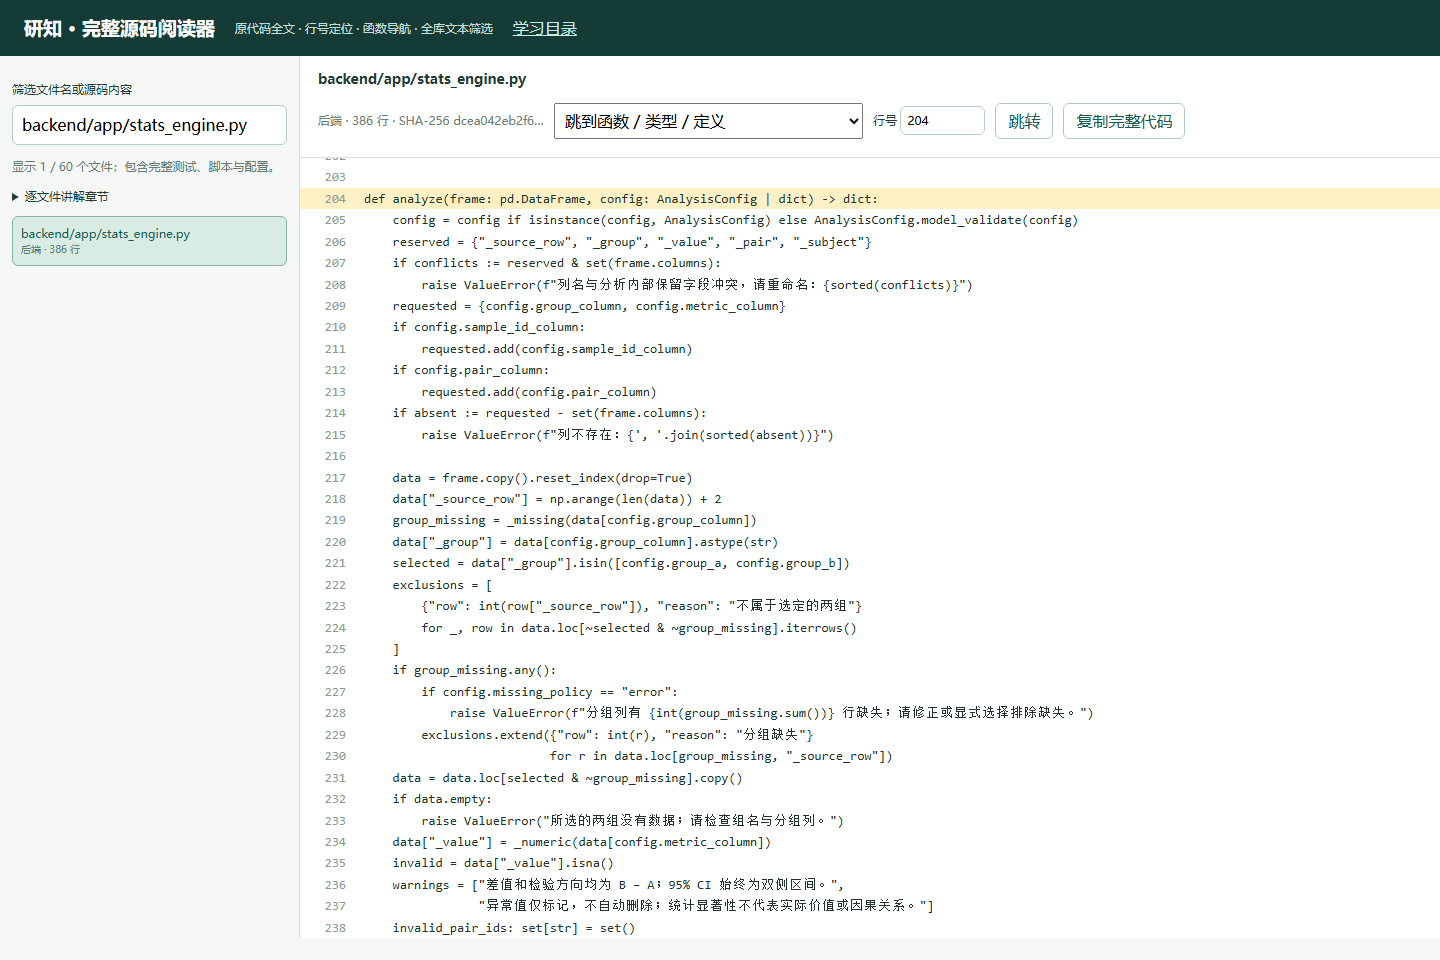 研知 · 完整源码阅读器 原代码全文 · 行号定位 · 函数导航 · 全库文本筛选 学习目录
筛选文件名或源码内容
backend/app/stats_engine.py
显示 1 / 60 个文件；包含完整测试、脚本与配置。
▶ 逐文件讲解章节
backend/app/stats_engine.py
后端 · 386 行
backend/app/stats_engine.py
后端 · 386 行 · SHA-256 dcea042eb2f6... 跳到函数 / 类型 / 定义 行号 204 跳转 复制完整代码
203
204 def analyze(frame: pd.DataFrame, config: AnalysisConfig | dict) -> dict:
205     config = config if isinstance(config, AnalysisConfig) else AnalysisConfig.model_validate(config)
206     reserved = {"_source_row", "_group", "_value", "_pair", "_subject"}
207     if conflicts := reserved & set(frame.columns):
208         raise ValueError(f"列名与分析内部保留字段冲突，请重命名：{sorted(conflicts)}")
209     requested = {config.group_column, config.metric_column}
210     if config.sample_id_column:
211         requested.add(config.sample_id_column)
212     if config.pair_column:
213         requested.add(config.pair_column)
214     if absent := requested - set(frame.columns):
215         raise ValueError(f"列不存在：{', '.join(sorted(absent))}")
216
217     data = frame.copy().reset_index(drop=True)
218     data["_source_row"] = np.arange(len(data)) + 2
219     group_missing = _missing(data[config.group_column])
220     data["_group"] = data[config.group_column].astype(str)
221     selected = data["_group"].isin([config.group_a, config.group_b])
222     exclusions = [
223         {"row": int(row["_source_row"]), "reason": "不属于选定的两组"}
224         for _, row in data.loc[~selected & ~group_missing].iterrows()
225     ]
226     if group_missing.any():
227         if config.missing_policy == "error":
228             raise ValueError(f"分组列有 {int(group_missing.sum())} 行缺失；请修正或显式选择排除缺失。")
229         exclusions.extend({"row": int(r), "reason": "分组缺失"}
230                           for r in data.loc[group_missing, "_source_row"])
231     data = data.loc[selected & ~group_missing].copy()
232     if data.empty:
233         raise ValueError("所选的两组没有数据；请检查组名与分组列。")
234     data["_value"] = _numeric(data[config.metric_column])
235     invalid = data["_value"].isna()
236     warnings = ["差值和检验方向均为 B − A；95% CI 始终为双侧区间。",
237                 "异常值仅标记，不自动删除；统计显著性不代表实际价值或因果关系。"]
238     invalid_pair_ids: set[str] = set()